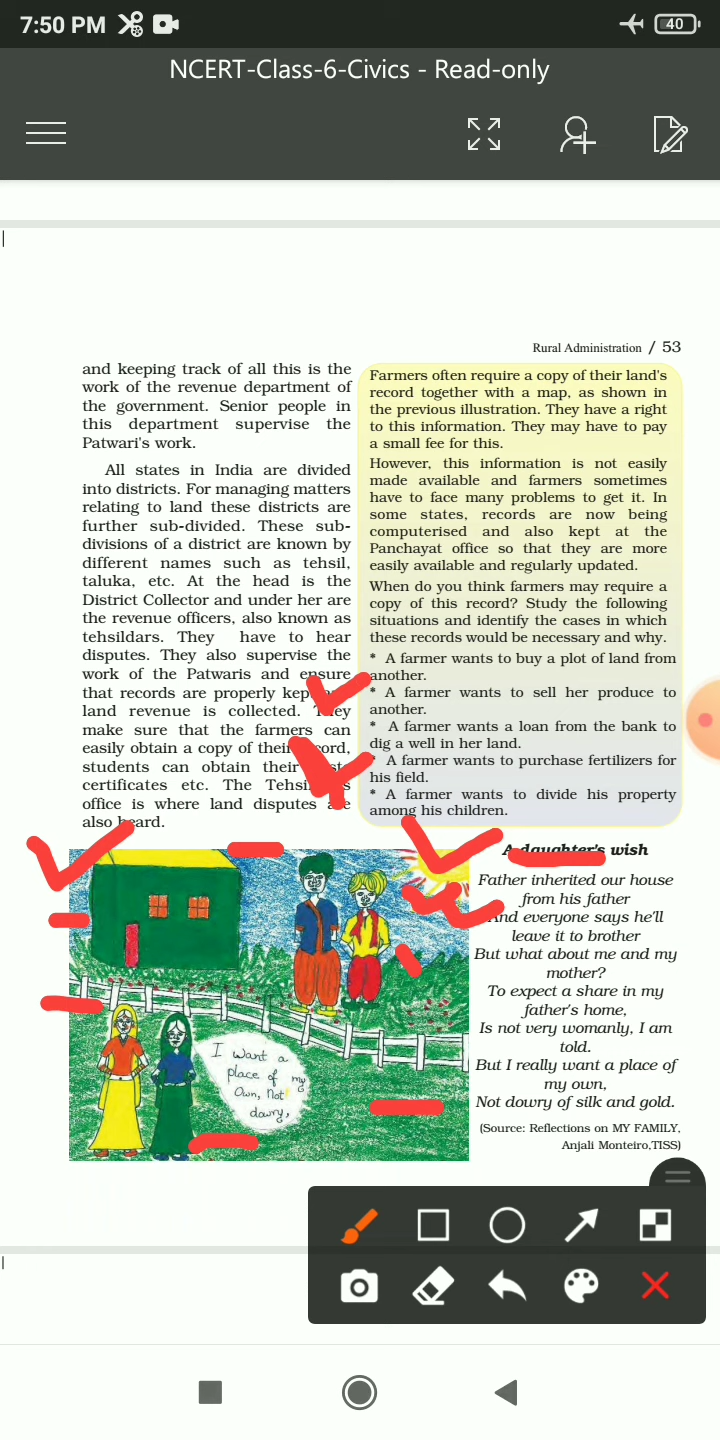 7:50 PM
40
NCERT-Class-6-Civics - Read-only
Rural Administration / 53
and keeping track of all this is the
work of the revenue department of
the government. Senior people in
this department supervise the
Patwari's work.
All states in India are divided
into districts. For managing matters
relating to land these districts are
further sub-divided. These sub-
divisions of a district are known by
different names such as tehsil,
taluka, etc. At the head is the
District Collector and under her are
the revenue officers, also known as
tehsildars. They have to hear
disputes. They also supervise the
work of the Patwaris and ensure
that records are properly kept
land revenue is collected. They
make sure that the farmers can
easily obtain a copy of their
students can obtain their
certificates etc. The
office is where land disputes are
also heard.
Farmers often require a copy of their land's
record together with a map, as shown in
the previous illustration. They have a right
to this information. They may have to pay
a small fee for this.
However, this information is not easily
made available and farmers sometimes
have to face many problems to get it. In
some states, records are now being
computerised and also kept at the
Panchayat office so that they are more
easily available and regularly updated.
When do you think farmers may require a
copy of this record? Study the following
situations and identify the cases in which
these records would be necessary and why.
* A farmer wants to buy a plot of land from
another.
* A farmer wants to sell her produce to
another.
* A farmer wants a loan from the bank to
dig a well in her land.
* A farmer wants to purchase fertilizers for
his field.
* A farmer wants to divide his property
among his children.
A daughter's wish
Father inherited our house
from his father
And everyone says he'll
leave it to brother
But what about me and my
mother?
To expect a share in my
father's home,
Is not very womanly, I am
told.
But I really want a place of
my own,
Not dowry of silk and gold.
(Source: Reflections on MY FAMILY,
Anjali Monteiro,TISS)
I want a
place of my
Own, Not
dowry,